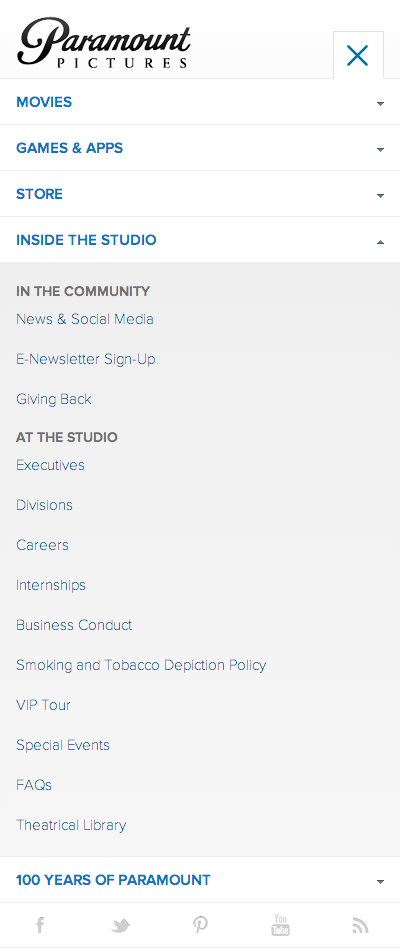 Paramount
PICTURES
MOVIES
GAMES & APPS
STORE
INSIDE THE STUDIO
IN THE COMMUNITY
News & Social Media
E-Newsletter Sign-Up
Giving Back
AT THE STUDIO
Executives
Divisions
Careers
Internships
Business Conduct
Smoking and Tobacco Depiction Policy
VIP Tour
Special Events
FAQs
Theatrical Library
100 YEARS OF PARAMOUNT
You
Tube